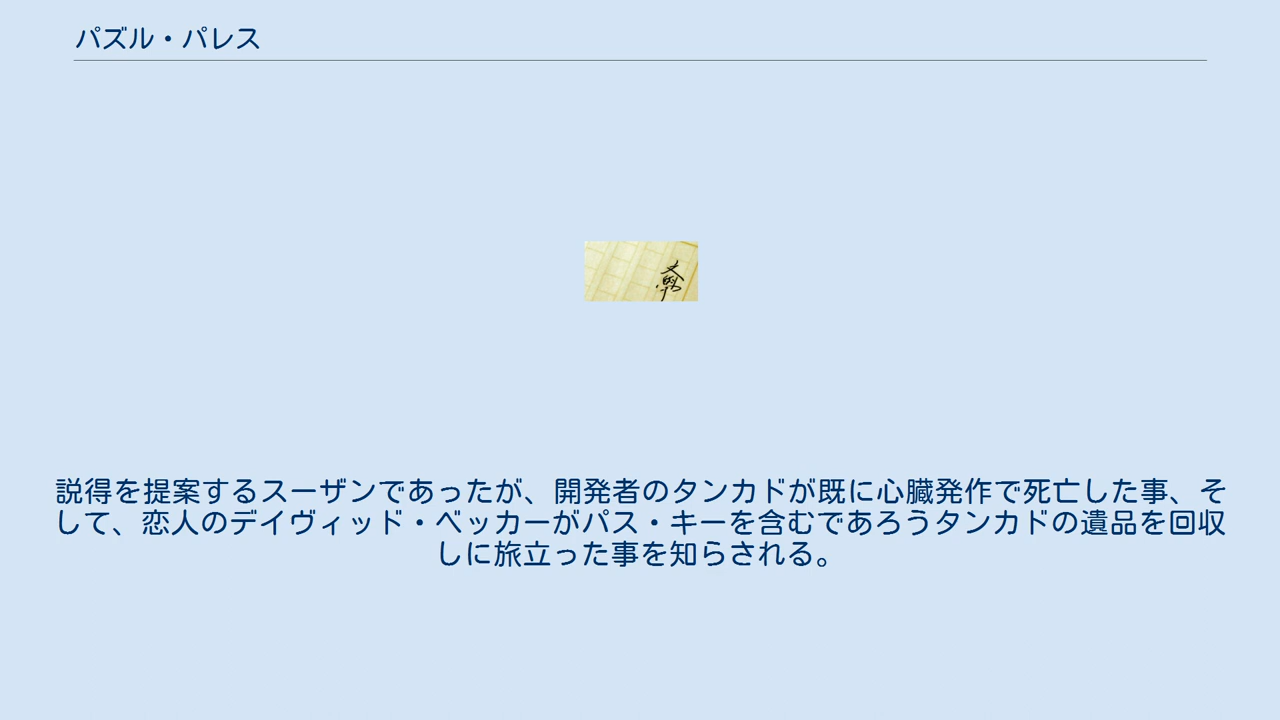 パズル・パレス
説得を提案するスーザンであったが、開発者のタンカドが既に心臓発作で死亡した事、そ
して、恋人のデイヴィッド・ベッカーがパス・キーを含むであろうタンカドの遺品を回収
しに旅立った事を知らされる。